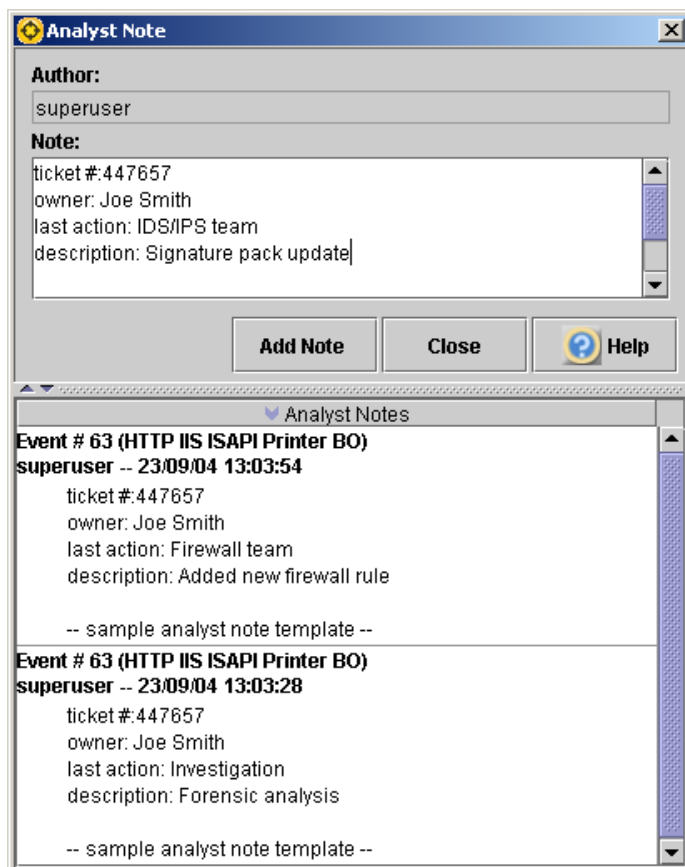 Analyst Note
Author:
superuser
Note:
ticket #:447657
owner: Joe Smith
last action: IDS/IPS team
description: Signature pack update
Add Note Close Help
Analyst Notes
Event # 63 (HTTP IIS ISAPI Printer BO)
superuser -- 23/09/04 13:03:54
ticket #:447657
owner: Joe Smith
last action: Firewall team
description: Added new firewall rule
-- sample analyst note template --
Event # 63 (HTTP IIS ISAPI Printer BO)
superuser -- 23/09/04 13:03:28
ticket #:447657
owner: Joe Smith
last action: Investigation
description: Forensic analysis
-- sample analyst note template --